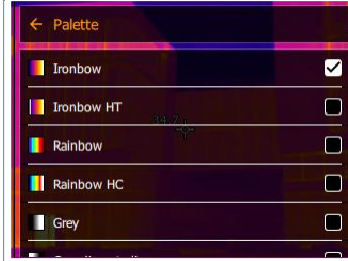 ← Palette
Ironbow
Ironbow HT
34.7
Rainbow
Rainbow HC
Grey